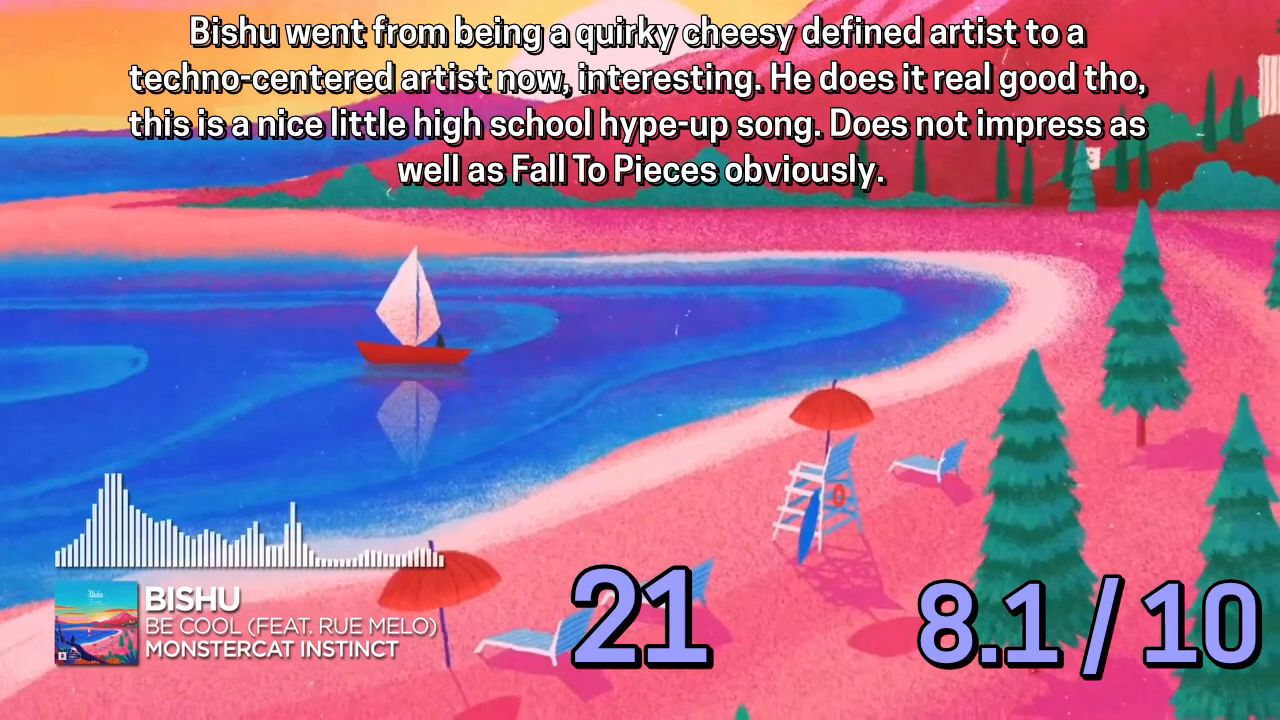 Bishu went from being a quirky cheesy defined artist to a
techno-centered artist now, interesting. He does it real good tho,
this is a nice little high school hype-up song. Does not impress as
well as Fall To Pieces obviously.
BISHU
BE COOL (FEAT. RUE MELO)
MONSTERCAT INSTINCT
21
8.1 / 10
Bishu